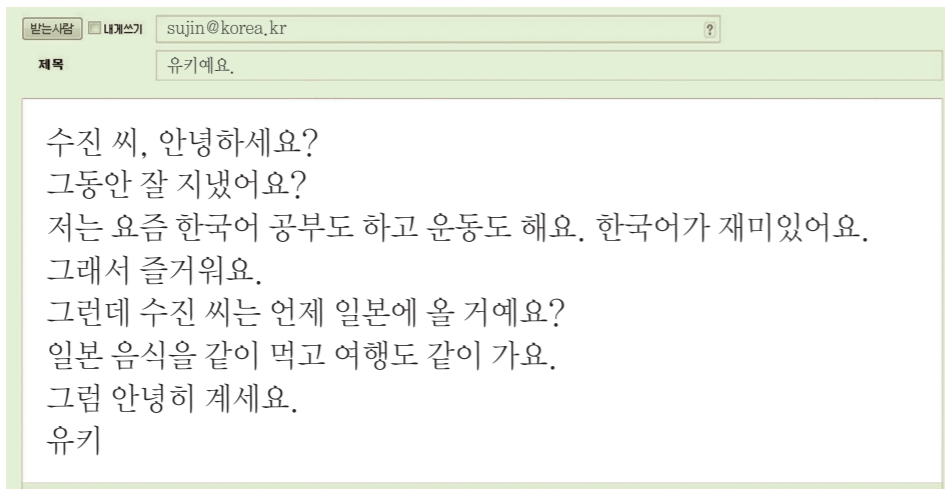 받는사람 내게쓰기 sujin@korea.kr ?
제목 유키예요.
수진 씨, 안녕하세요?
그동안 잘 지냈어요?
저는 요즘 한국어 공부도 하고 운동도 해요. 한국어가 재미있어요.
그래서 즐거워요.
그런데 수진 씨는 언제 일본에 올 거예요?
일본 음식을 같이 먹고 여행도 같이 가요.
그럼 안녕히 계세요.
유키